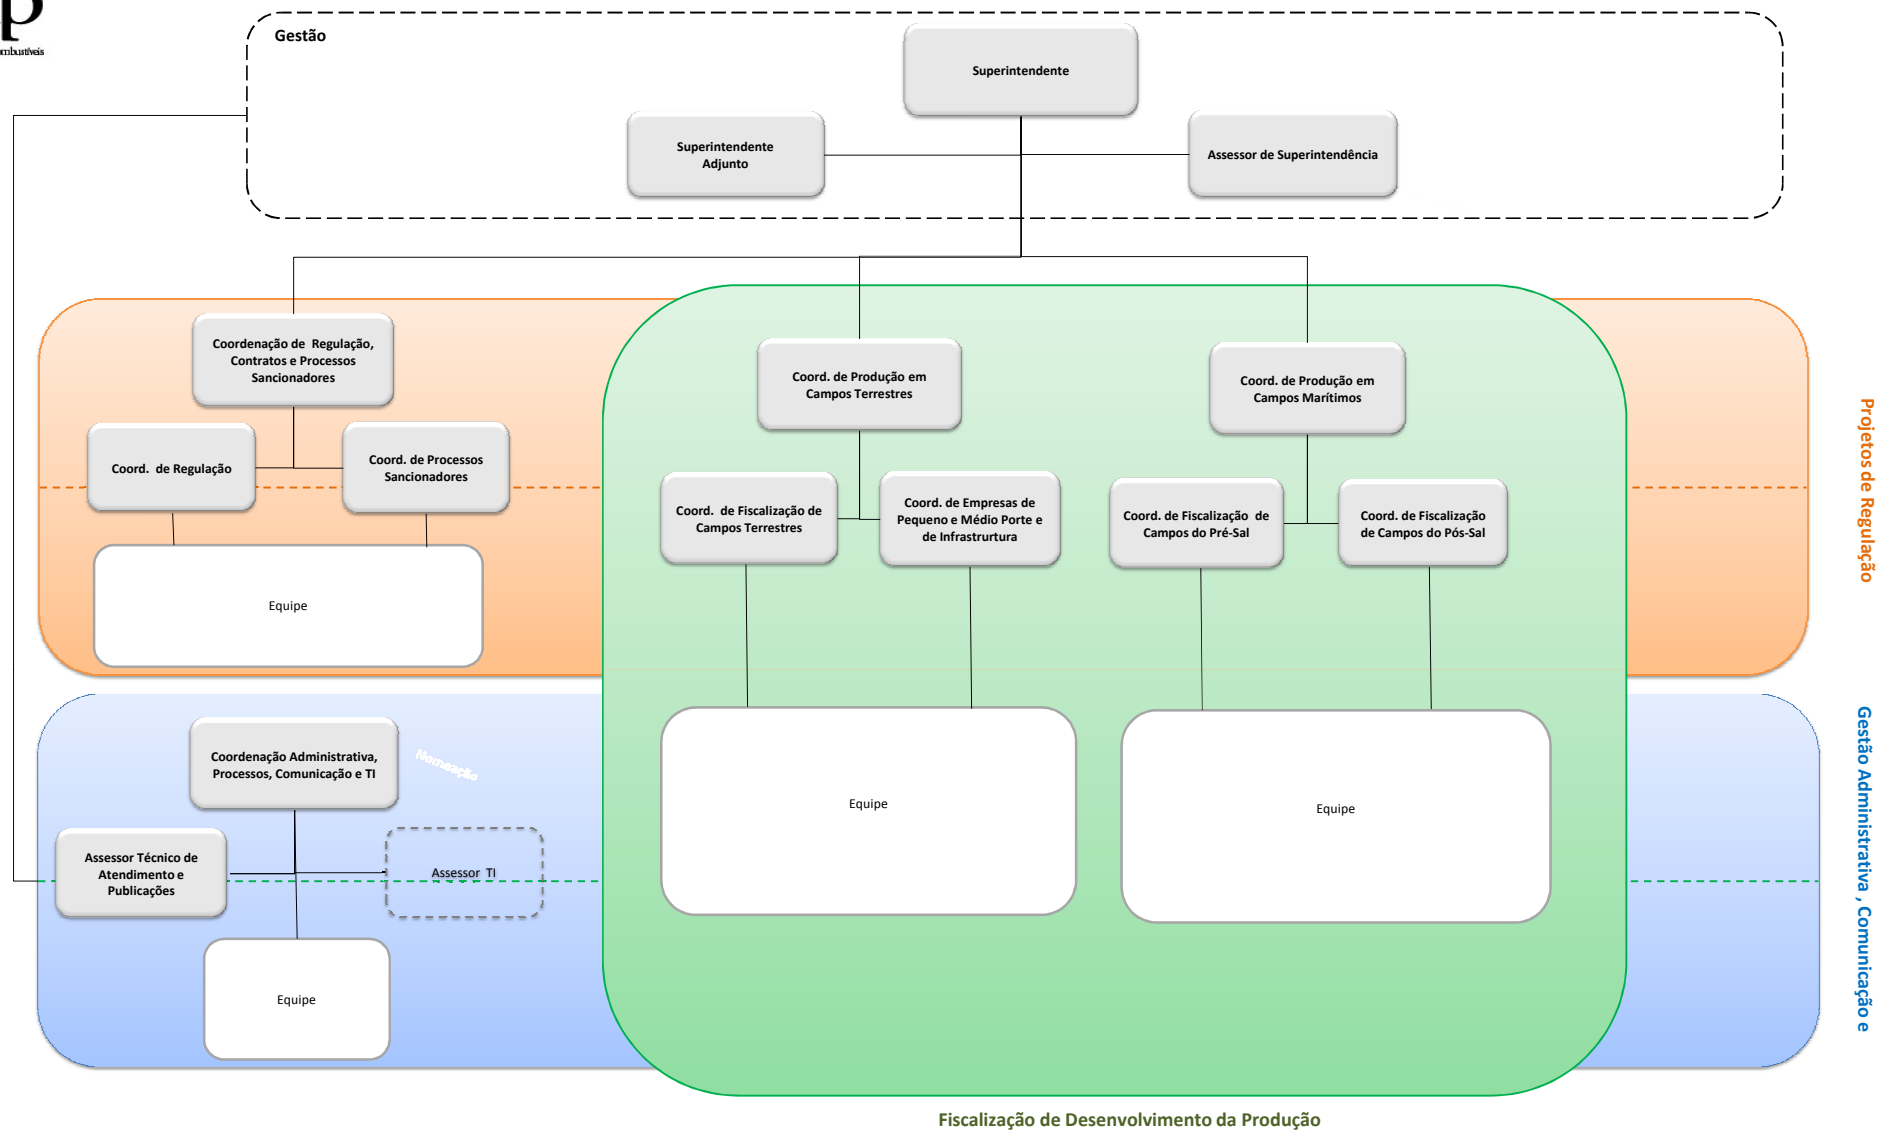 p
Gestão
Superintendente
Superintendente
Adjunto
Assessor de Superintendência
Coordenação de Regulação,
Contratos e Processos
Sancionadores
Coord. de Regulação
Coord. de Processos
Sancionadores
Equipe
Coord. de Produção em
Campos Terrestres
Coord. de Produção em
Campos Marítimos
Coord. de Fiscalização de
Campos Terrestres
Coord. de Empresas de
Pequeno e Médio Porte e
de Infrastrurtura
Coord. de Fiscalização de
Campos do Pré-Sal
Coord. de Fiscalização
de Campos do Pós-Sal
Equipe
Equipe
Projetos de Regulação
Coordenação Administrativa,
Processos, Comunicação e TI
Nomeação
Assessor Técnico de
Atendimento e
Publicações
Assessor TI
Equipe
Gestão Administrativa , Comunicação e
Fiscalização de Desenvolvimento da Produção